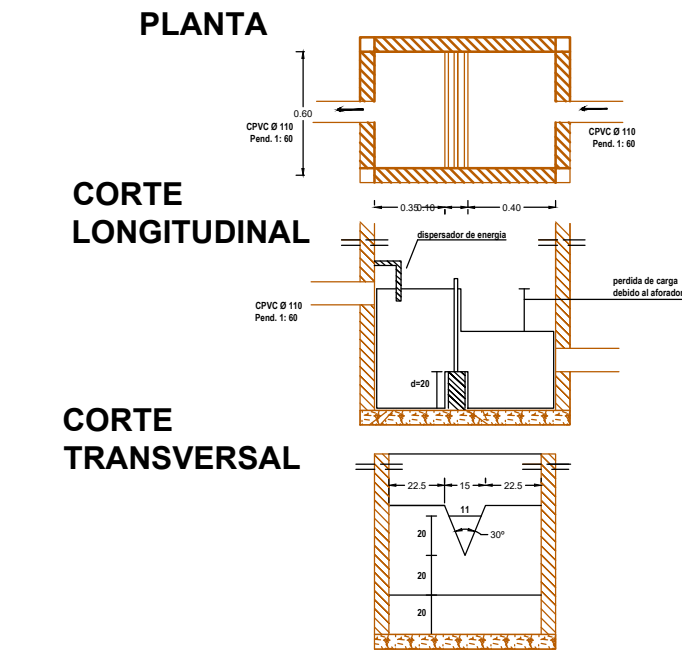 PLANTA
0.60
CPVC Ø 110
Pend. 1: 60
CPVC Ø 110
Pend. 1: 60
CORTE
LONGITUDINAL
0.35
0.10
0.40
dispersador de energia
perdida de carga
debido al aforador
CPVC Ø 110
Pend. 1: 60
d=20
CORTE
TRANSVERSAL
22.5
15
22.5
11
20
30º
20
20